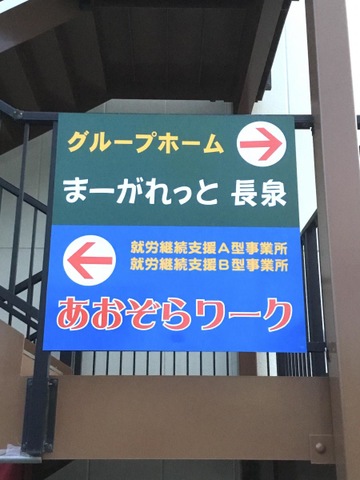 グループホーム
まーがれっと 長泉
就労継続支援A型事業所
就労継続支援B型事業所
あおぞらワーク